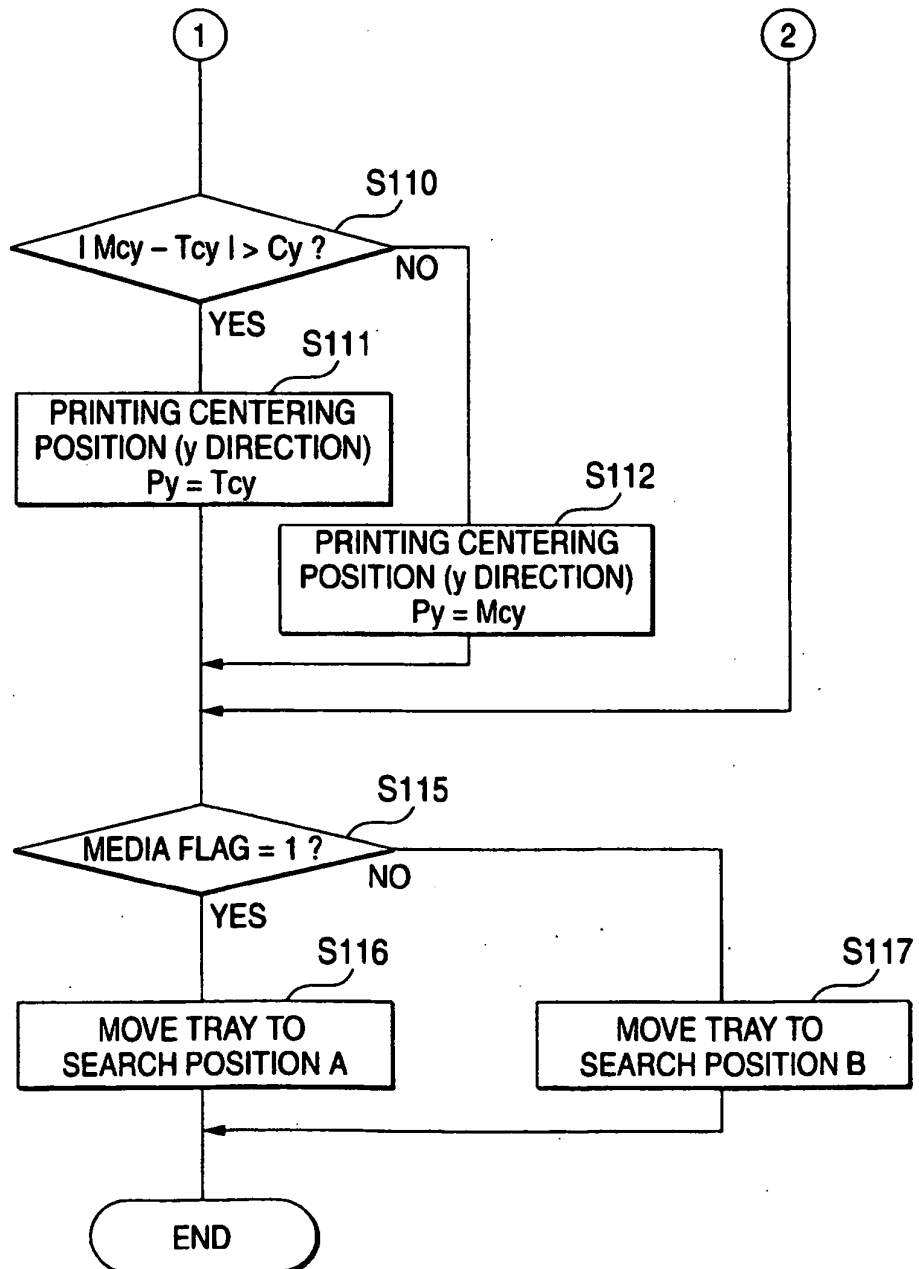 1
2
S110
| Mcy – Tcy | > Cy ?
NO
YES
S111
PRINTING CENTERING
POSITION (y DIRECTION)
Py = Tcy
S112
PRINTING CENTERING
POSITION (y DIRECTION)
Py = Mcy
S115
MEDIA FLAG = 1 ?
NO
YES
S116
MOVE TRAY TO
SEARCH POSITION A
S117
MOVE TRAY TO
SEARCH POSITION B
END